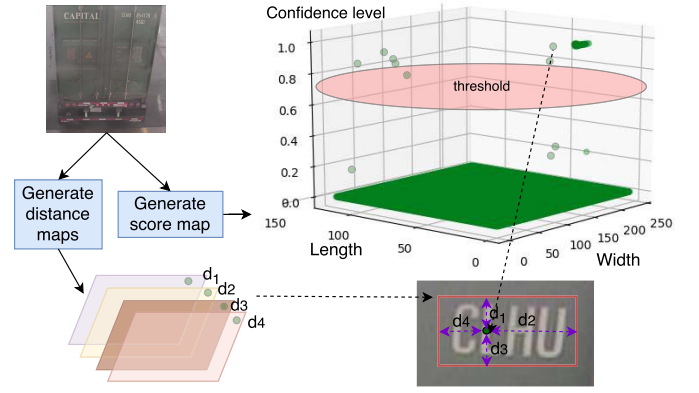 Confidence level
CAPITAL
1.0
0.8
threshold
0.6
0.4
0.2
0.0
Generate
distance
maps
Generate
score map
150
100
50
0
Length
0
50
100
150
200
250
Width
d1
d2
d3
d4
d1
d4
d2
d3
C HU